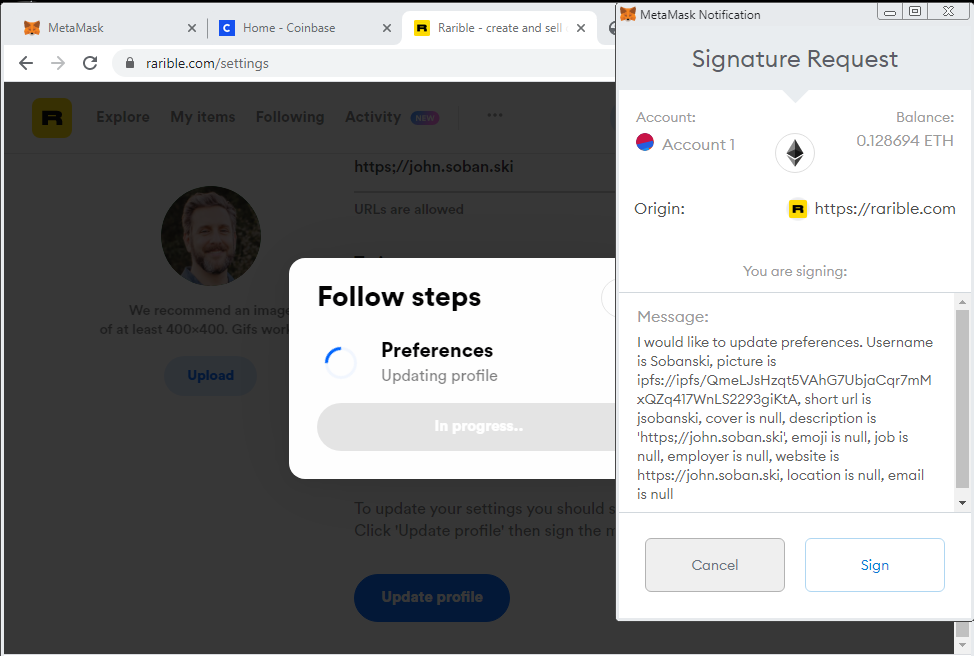 MetaMask
Home - Coinbase
Rarible - create and sell
rarible.com/settings
R
Explore
My items
Following
Activity
NEW
...
https;//john.soban.ski
URLs are allowed
We recommend an image
of at least 400×400. Gifs work
Upload
Follow steps
Preferences
Updating profile
In progress..
To update your settings you should s
Click 'Update profile' then sign the m
Update profile
MetaMask Notification
Signature Request
Account:
Balance:
Account 1
0.128694 ETH
Origin:
R
https://rarible.com
You are signing:
Message:
I would like to update preferences. Username
is Sobanski, picture is
ipfs://ipfs/QmeLJsHzqt5VAhG7UbjaCqr7mM
xQZq417WnLS2293giKtA, short url is
jsobanski, cover is null, description is
'https;//john.soban.ski', emoji is null, job is
null, employer is null, website is
https://john.soban.ski, location is null, email
is null
Cancel
Sign